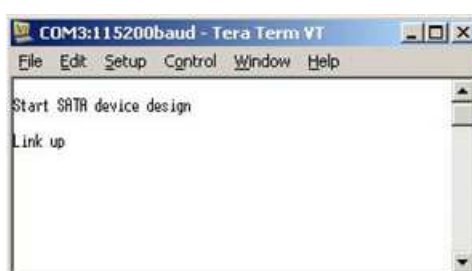 COM3:115200baud - Tera Term VT
File Edit Setup Control Window Help
Start SATA device design
Link up